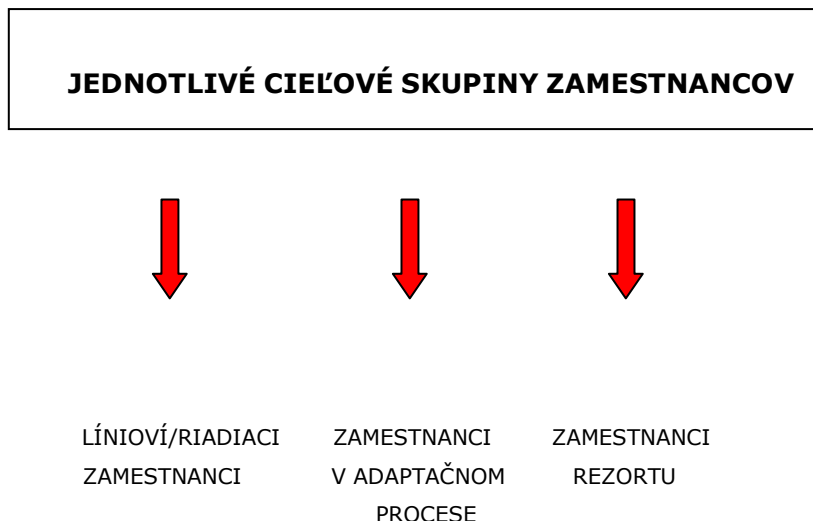 JEDNOTLIVÉ CIEĽOVÉ SKUPINY ZAMESTNANCOV
LÍNIOVÍ/RIADIACI ZAMESTNANCI ZAMESTNANCI
ZAMESTNANCI V ADAPTAČNOM REZORTU
PROCESE